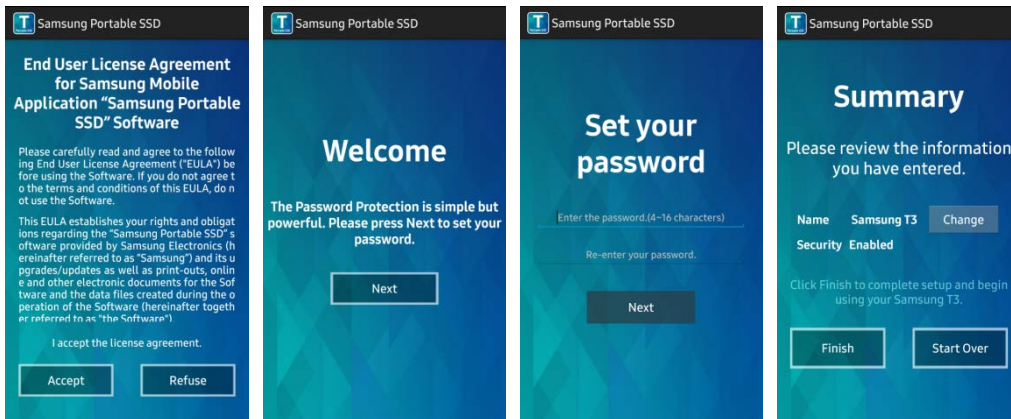 T Samsung Portable SSD
End User License Agreement
for Samsung Mobile
Application “Samsung Portable
SSD” Software
Please carefully read and agree to the follow
ing End User License Agreement ("EULA") be
fore using the Software. If you do not agree t
o the terms and conditions of this EULA, do n
ot use the Software.
This EULA establishes your rights and obligat
ions regarding the "Samsung Portable SSD" s
oftware provided by Samsung Electronics (h
ereinafter referred to as "Samsung") and its u
pgrades/updates as well as print-outs, onlin
e and other electronic documents for the Sof
tware and the data files created during the o
peration of the Software (hereinafter togeth
er referred to as "the Software")
I accept the license agreement.
Accept Refuse
T Samsung Portable SSD
Welcome
The Password Protection is simple but
powerful. Please press Next to set your
password.
Next
T Samsung Portable SSD
Set your
password
Enter the password.(4~16 characters)
Re-enter your password.
Next
T Samsung Portable SSD
Summary
Please review the information
you have entered.
Name Samsung T3 Change
Security Enabled
Click Finish to complete setup and begin
using your Samsung T3.
Finish Start Over